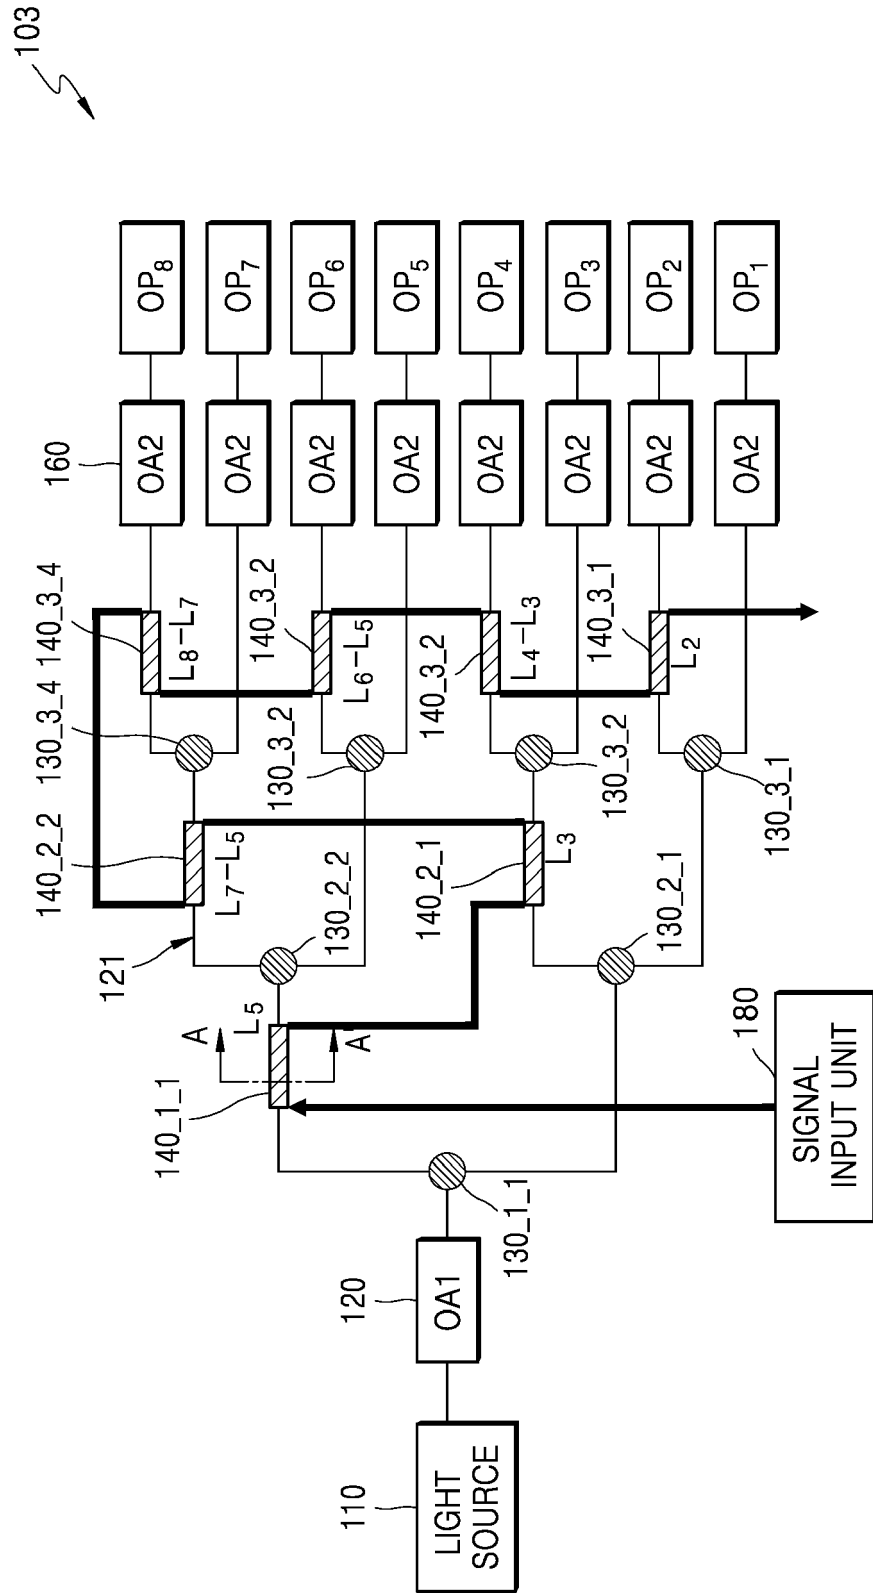 103
160
OA2
OP8
OA2
OP7
OA2
OP6
OA2
OP5
OA2
OP4
OA2
OP3
OA2
OP2
OA2
OP1
140_2_2
130_3_4
140_3_4
L8-L7
140_3_2
L6-L5
130_3_2
L7-L5
121
130_2_2
140_3_2
L4-L3
130_3_2
140_2_1
L3
140_3_1
L2
130_3_1
130_2_1
140_1_1
L5
A
A'
130_1_1
110
LIGHT
SOURCE
120
OA1
180
SIGNAL
INPUT UNIT